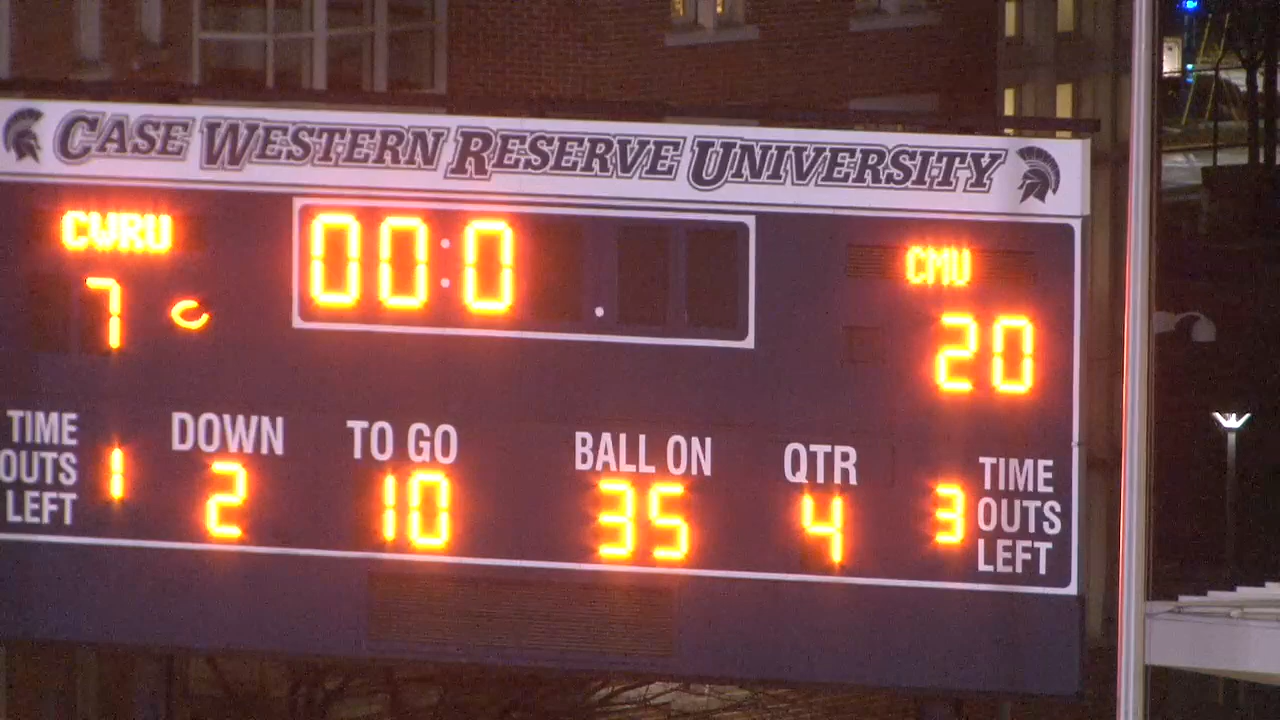 CASE WESTERN RESERVE UNIVERSITY
CWRU
00:0
CMU
7
20
TIME OUTS LEFT 1
DOWN 2
TO GO 10
BALL ON 35
QTR 4
3 TIME OUTS LEFT